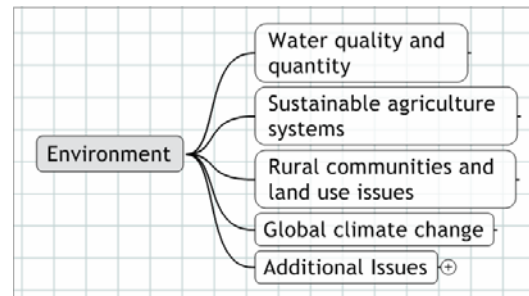 Water quality and
quantity
Sustainable agriculture
systems
Environment
Rural communities and
land use issues
Global climate change
Additional Issues